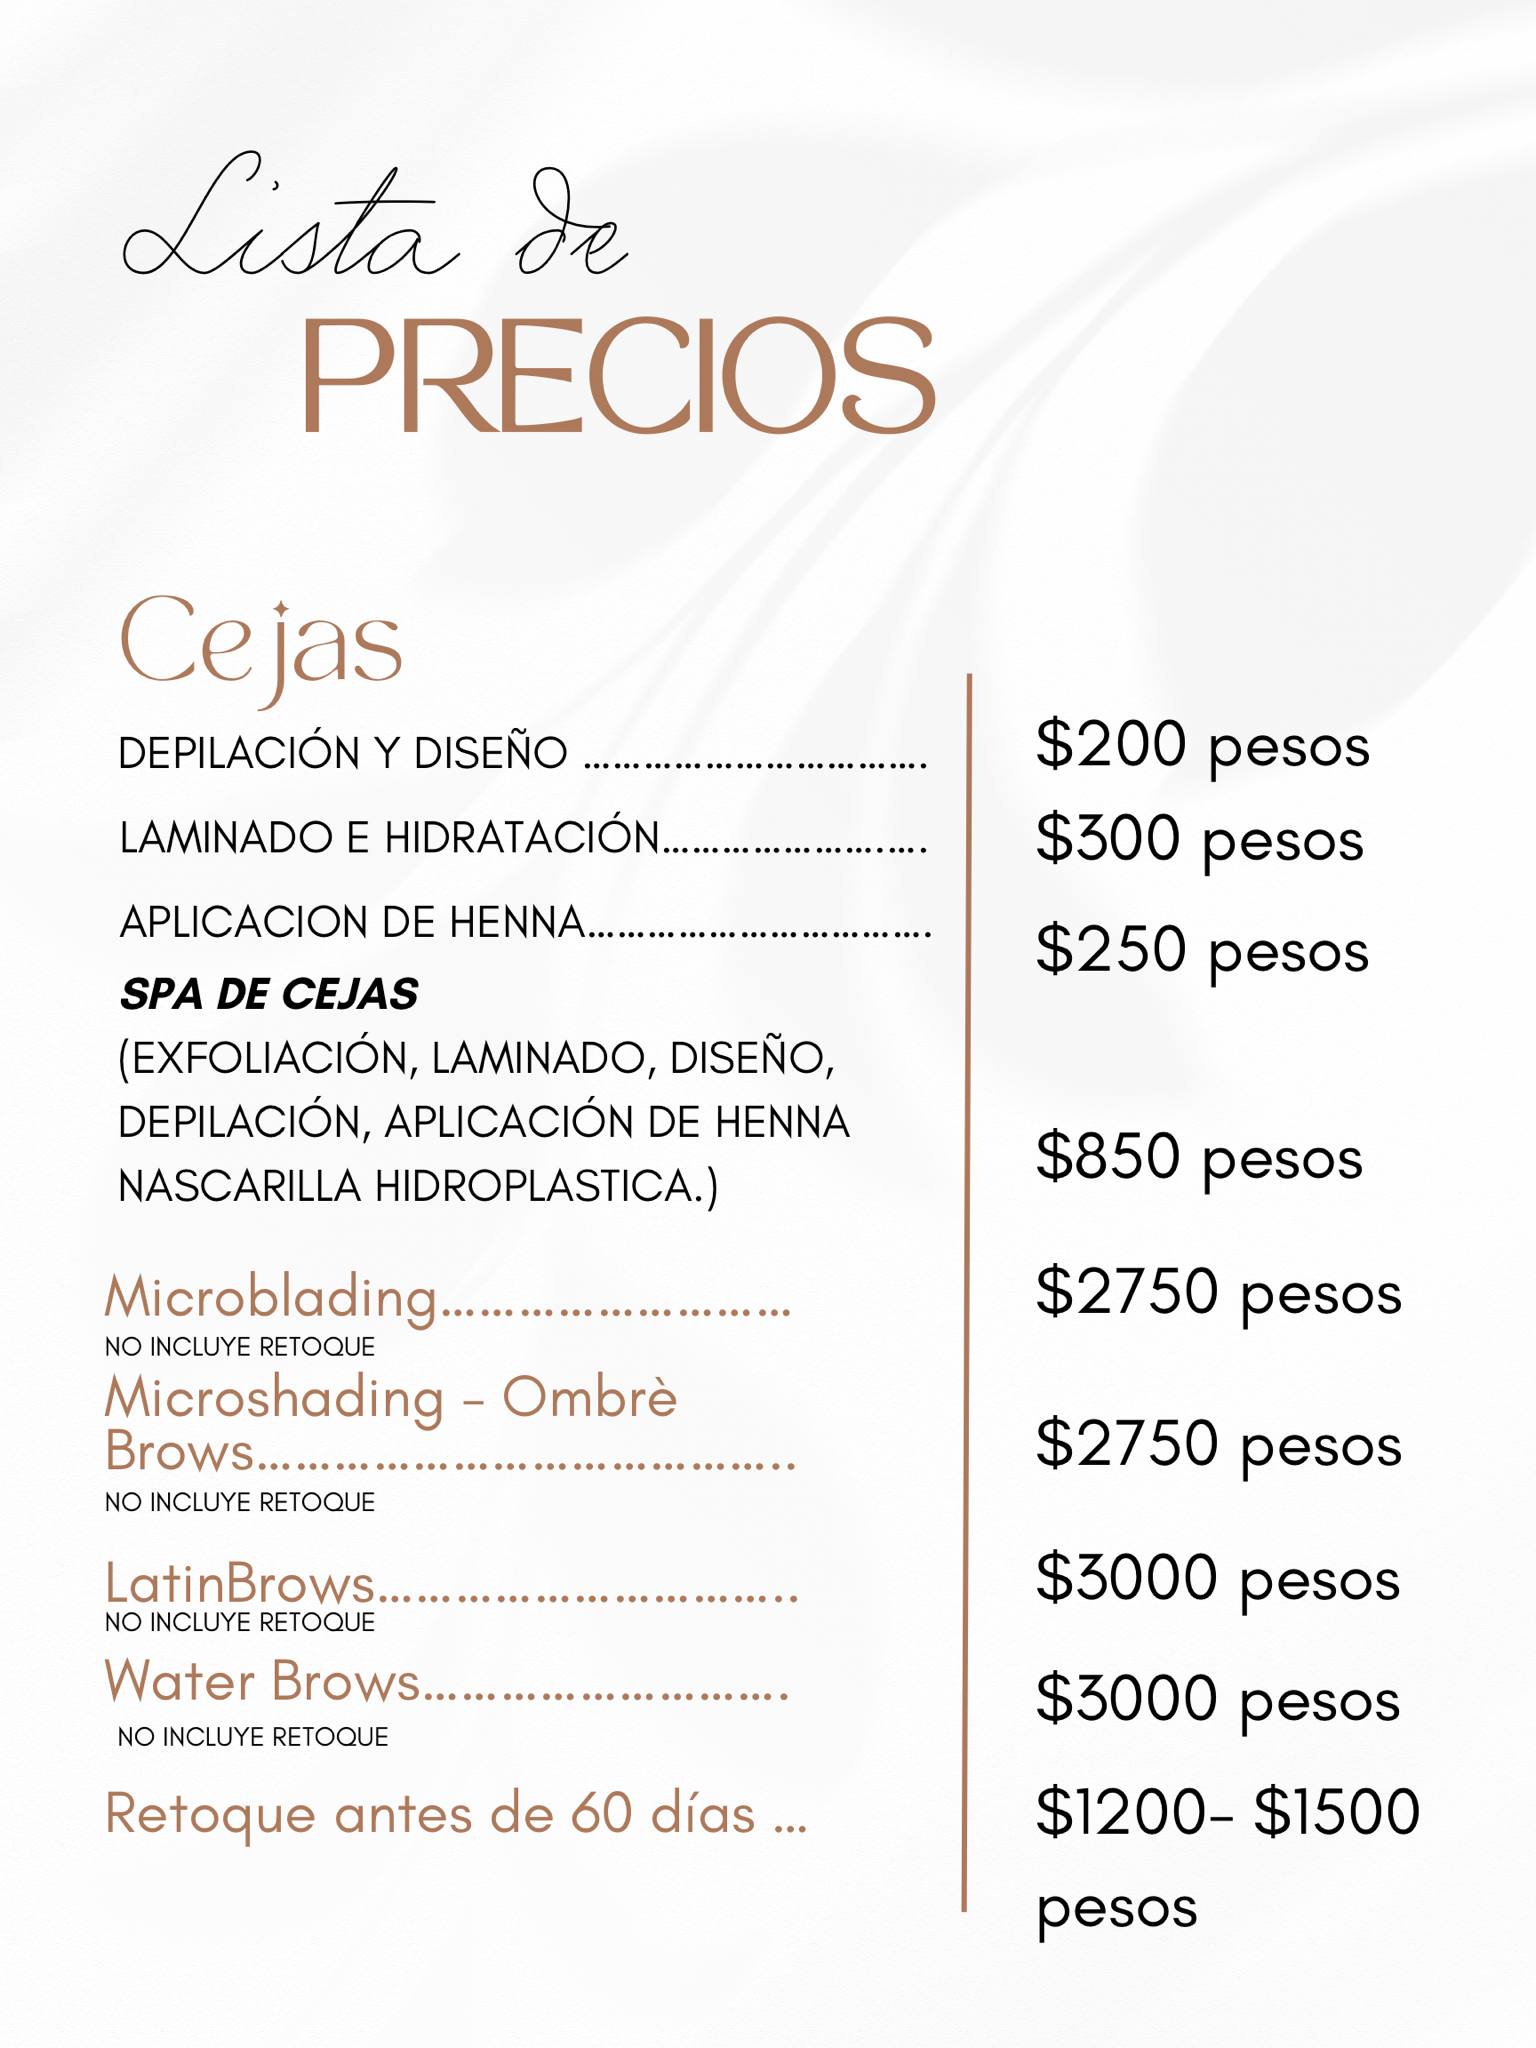 Lista de
PRECIOS
Cejas
DEPILACIÓN Y DISEÑO ................................. $200 pesos
LAMINADO E HIDRATACIÓN.......................... $300 pesos
APLICACION DE HENNA.................................. $250 pesos
SPA DE CEJAS
(EXFOLIACIÓN, LAMINADO, DISEÑO,
DEPILACIÓN, APLICACIÓN DE HENNA
NASCARILLA HIDROPLASTICA.) $850 pesos
Microblading........................... $2750 pesos
NO INCLUYE RETOQUE
Microshading - Ombrè
Brows......................................... $2750 pesos
NO INCLUYE RETOQUE
LatinBrows................................ $3000 pesos
NO INCLUYE RETOQUE
Water Brows............................ $3000 pesos
NO INCLUYE RETOQUE
Retoque antes de 60 días ... $1200- $1500
pesos